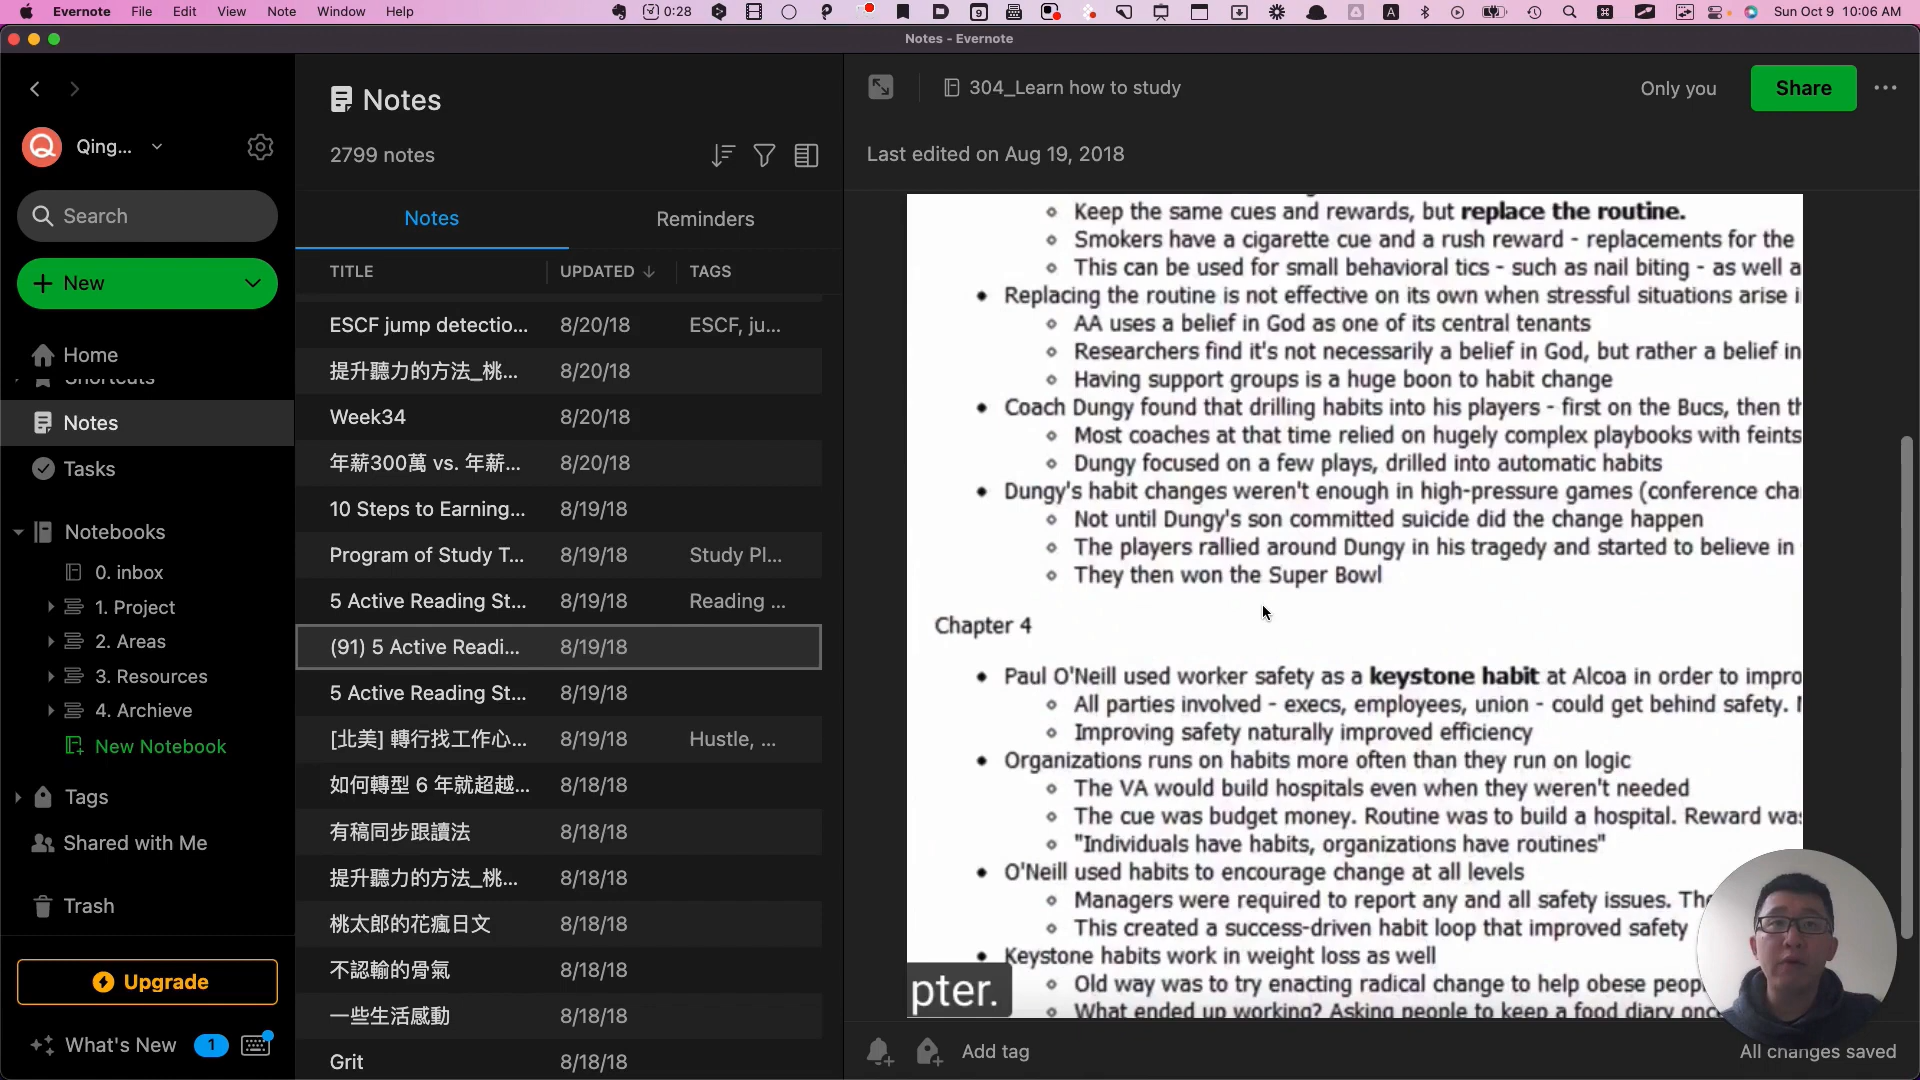 Evernote File Edit View Note Window Help
0:28
9
A
Sun Oct 9 10:06 AM
Notes - Evernote
Q Qing...
Search
New
Home
Shortcuts
Notes
Tasks
Notebooks
0. inbox
1. Project
2. Areas
3. Resources
4. Archieve
New Notebook
Tags
Shared with Me
Trash
Upgrade
What's New 1
Notes
2799 notes
Notes Reminders
TITLE UPDATED TAGS
ESCF jump detectio... 8/20/18 ESCF, ju...
提升聽力的方法_桃... 8/20/18
Week34 8/20/18
年薪300萬 vs. 年薪... 8/20/18
10 Steps to Earning... 8/19/18
Program of Study T... 8/19/18 Study Pl...
5 Active Reading St... 8/19/18 Reading ...
(91) 5 Active Readi... 8/19/18
5 Active Reading St... 8/19/18
[北美] 轉行找工作心... 8/19/18 Hustle, ...
如何轉型 6 年就超越... 8/18/18
有稿同步跟讀法 8/18/18
提升聽力的方法_桃... 8/18/18
桃太郎的花瘋日文 8/18/18
不認輸的骨氣 8/18/18
一些生活感動 8/18/18
Grit 8/18/18
304_Learn how to study
Only you Share
Last edited on Aug 19, 2018
Keep the same cues and rewards, but replace the routine.
Smokers have a cigarette cue and a rush reward - replacements for the
This can be used for small behavioral tics - such as nail biting - as well a
Replacing the routine is not effective on its own when stressful situations arise i
AA uses a belief in God as one of its central tenants
Researchers find it's not necessarily a belief in God, but rather a belief in
Having support groups is a huge boon to habit change
Coach Dungy found that drilling habits into his players - first on the Bucs, then th
Most coaches at that time relied on hugely complex playbooks with feints
Dungy focused on a few plays, drilled into automatic habits
Dungy's habit changes weren't enough in high-pressure games (conference cha
Not until Dungy's son committed suicide did the change happen
The players rallied around Dungy in his tragedy and started to believe in
They then won the Super Bowl
Chapter 4
Paul O'Neill used worker safety as a keystone habit at Alcoa in order to impro
All parties involved - execs, employees, union - could get behind safety.
Improving safety naturally improved efficiency
Organizations runs on habits more often than they run on logic
The VA would build hospitals even when they weren't needed
The cue was budget money. Routine was to build a hospital. Reward was
"Individuals have habits, organizations have routines"
O'Neill used habits to encourage change at all levels
Managers were required to report any and all safety issues. The
This created a success-driven habit loop that improved safety
Keystone habits work in weight loss as well
Old way was to try enacting radical change to help obese peop
What ended up working? Asking people to keep a food diary onc
pter.
Add tag
All changes saved